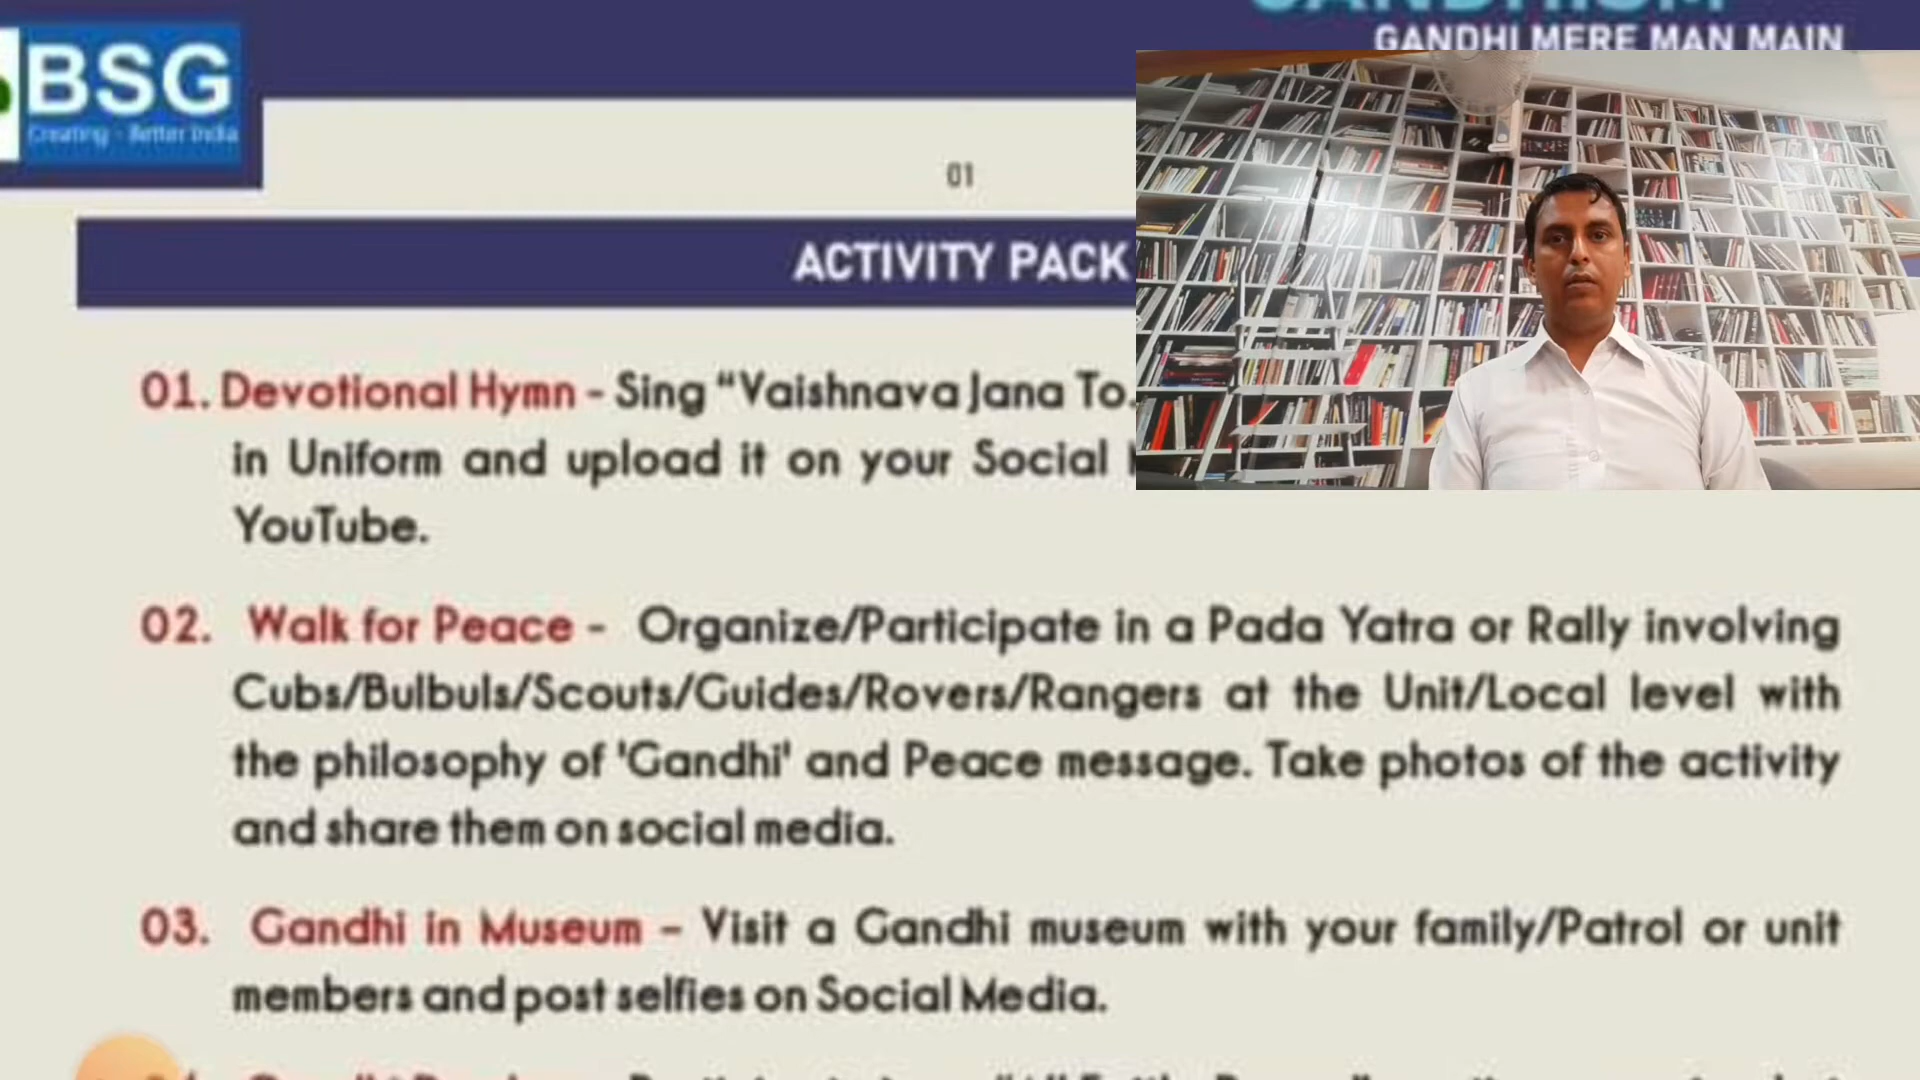 GANDHISM
GANDHI MERE MAN MAIN
BSG
Creating - Better India
01
ACTIVITY PACK
01. Devotional Hymn - Sing "Vaishnava Jana To.
in Uniform and upload it on your Social
YouTube.
02. Walk for Peace - Organize/Participate in a Pada Yatra or Rally involving
Cubs/Bulbuls/Scouts/Guides/Rovers/Rangers at the Unit/Local level with
the philosophy of 'Gandhi' and Peace message. Take photos of the activity
and share them on social media.
03. Gandhi in Museum - Visit a Gandhi museum with your family/Patrol or unit
members and post selfies on Social Media.